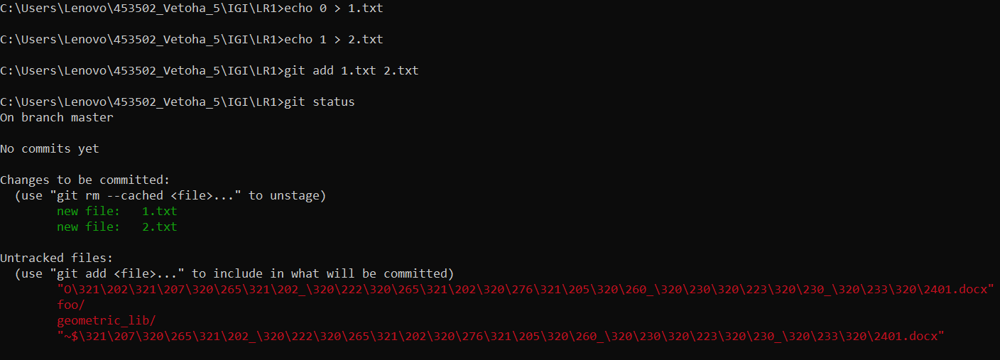 C:\Users\Lenovo\453502_Vetoha_5\IGI\LR1>echo 0 > 1.txt
C:\Users\Lenovo\453502_Vetoha_5\IGI\LR1>echo 1 > 2.txt
C:\Users\Lenovo\453502_Vetoha_5\IGI\LR1>git add 1.txt 2.txt
C:\Users\Lenovo\453502_Vetoha_5\IGI\LR1>git status
On branch master
No commits yet
Changes to be committed:
(use "git rm --cached <file>..." to unstage)
new file:   1.txt
new file:   2.txt
Untracked files:
(use "git add <file>..." to include in what will be committed)
"O\321\202\321\207\320\265\321\202_\320\222\320\265\321\202\320\276\321\205\320\260_\320\230\320\223\320\230_\320\233\320\2401.docx"
foo/
geometric_lib/
"~$\321\207\320\265\321\202_\320\222\320\265\321\202\320\276\321\205\320\260_\320\230\320\223\320\230_\320\233\320\2401.docx"